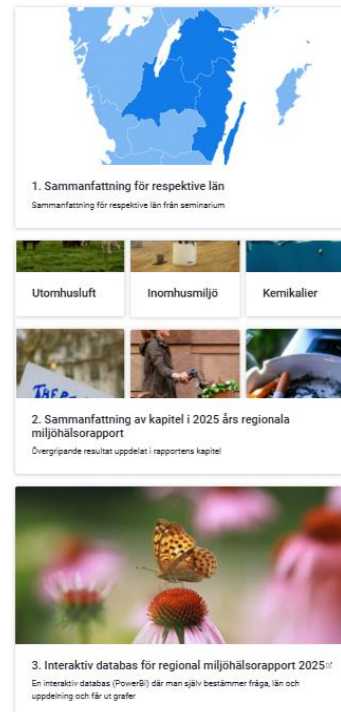 1. Sammanfattning för respektive län
Sammanfattning för respektive län från seminarium
Utomhusluft
Inomhusmiljö
Kemikalier
2. Sammanfattning av kapitel i 2025 års regionala
miljöhälsorapport
Övergripande resultat uppdelat i rapportens kapitel
3. Interaktiv databas för regional miljöhälsorapport 2025
En interaktiv databas (PowerBi) där man själv bestämmer fråga, län och
uppdelning och får ut grafer